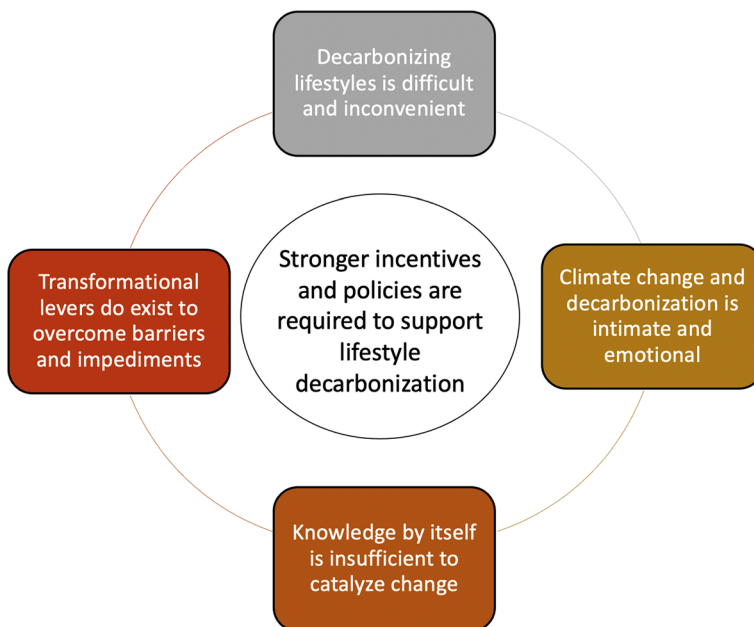 Decarbonizing
lifestyles is difficult
and inconvenient
Transformational
levers do exist to
overcome barriers
and impediments
Stronger incentives
and policies are
required to support
lifestyle
decarbonization
Climate change and
decarbonization is
intimate and
emotional
Knowledge by itself
is insufficient to
catalyze change